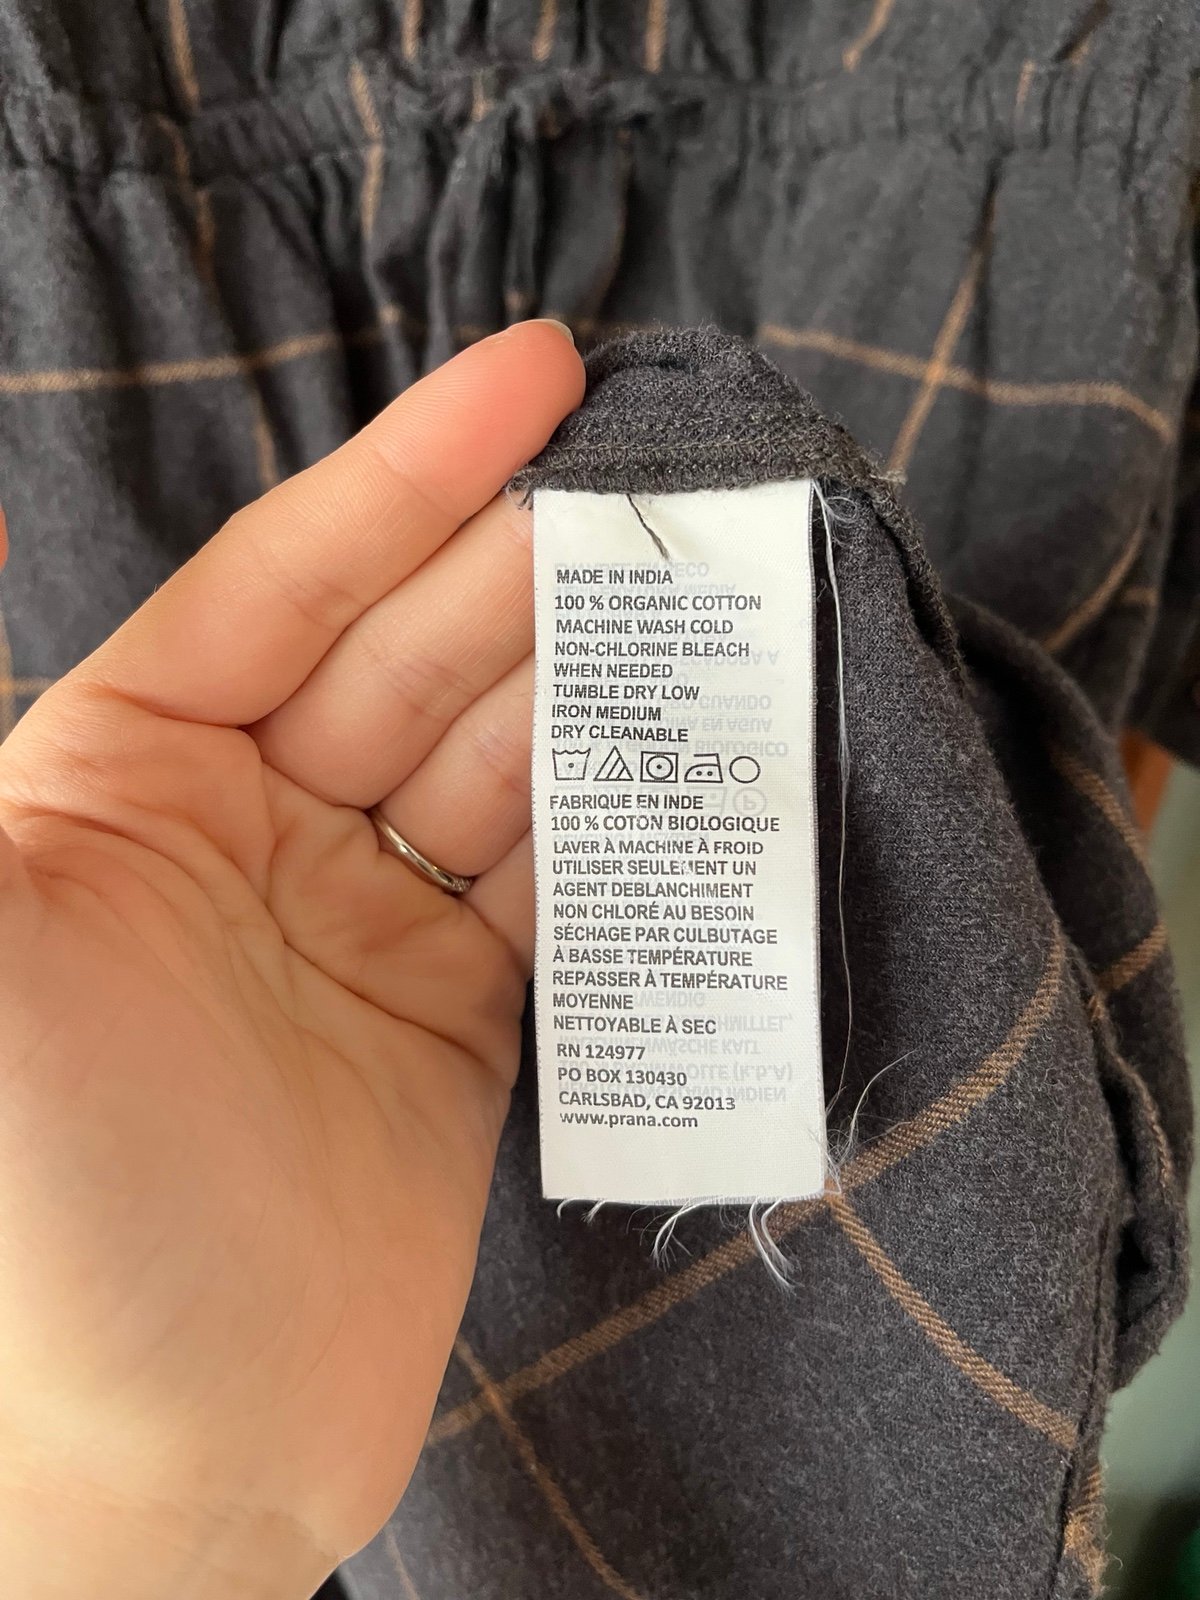 MADE IN INDIA
100 % ORGANIC COTTON
MACHINE WASH COLD
NON-CHLORINE BLEACH
WHEN NEEDED
TUMBLE DRY LOW
IRON MEDIUM
DRY CLEANABLE
FABRIQUE EN INDE
100 % COTON BIOLOGIQUE
LAVER À MACHINE À FROID
UTILISER SEULEMENT UN
AGENT DEBLANCHIMENT
NON CHLORÉ AU BESOIN
SÉCHAGE PAR CULBUTAGE
À BASSE TEMPÉRATURE
REPASSER À TEMPÉRATURE
MOYENNE
NETTOYABLE À SEC
RN 124977
PO BOX 130430
CARLSBAD, CA 92013
www.prana.com